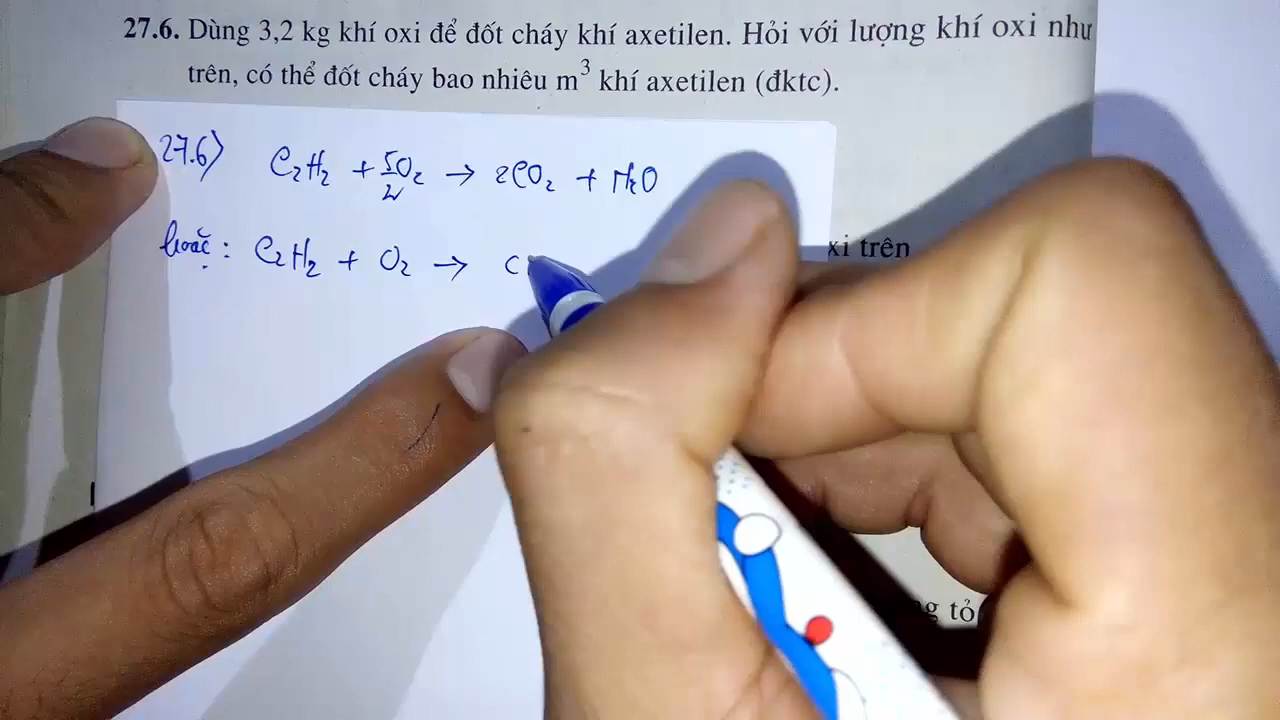 27.6. Dùng 3,2 kg khí oxi để đốt cháy khí axetilen. Hỏi với lượng khí oxi như
trên, có thể đốt cháy bao nhiêu m³ khí axetilen (đktc).
27.6) C₂H₂ + 5/2 O₂ → 2CO₂ + H₂O
hoặc : C₂H₂ + O₂ → C
xi trên
g tỏ